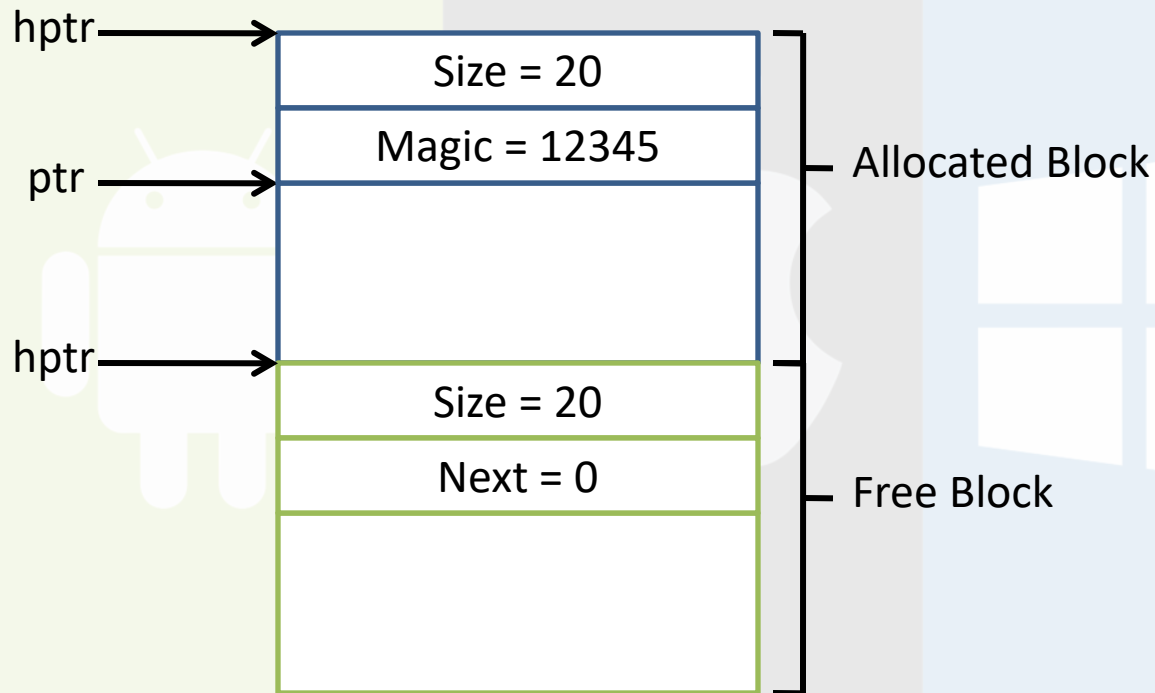 hptr
Size = 20
Magic = 12345
ptr
Allocated Block
hptr
Size = 20
Next = 0
Free Block